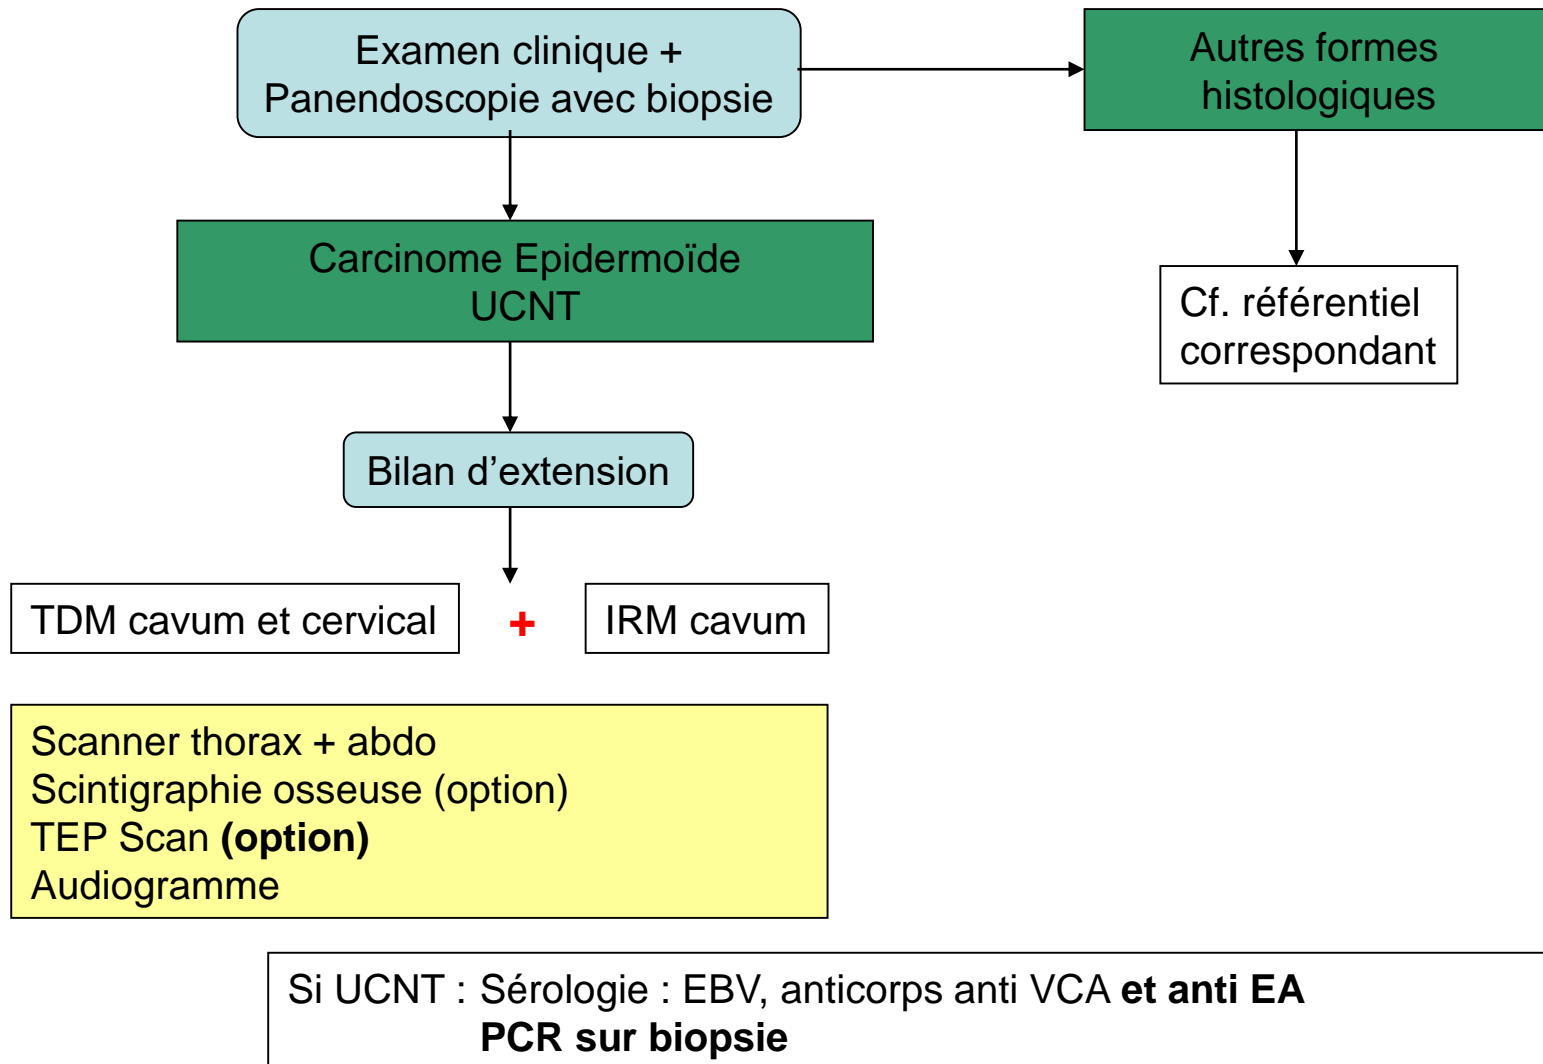 Examen clinique +
Panendoscopie avec biopsie
Autres formes
histologiques
Carcinome Epidermoïde
UCNT
Cf. référentiel
correspondant
Bilan d’extension
TDM cavum et cervical
+
IRM cavum
Scanner thorax + abdo
Scintigraphie osseuse (option)
TEP Scan (option)
Audiogramme
Si UCNT : Sérologie : EBV, anticorps anti VCA et anti EA
PCR sur biopsie